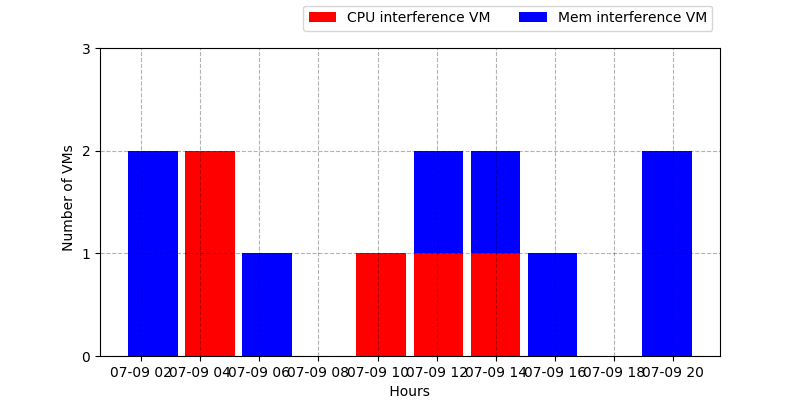 CPU interference VM Mem interference VM
3
2
1
0
Number of VMs
07-09 02 07-09 04 07-09 06 07-09 08 07-09 10 07-09 12 07-09 14 07-09 16 07-09 18 07-09 20
Hours